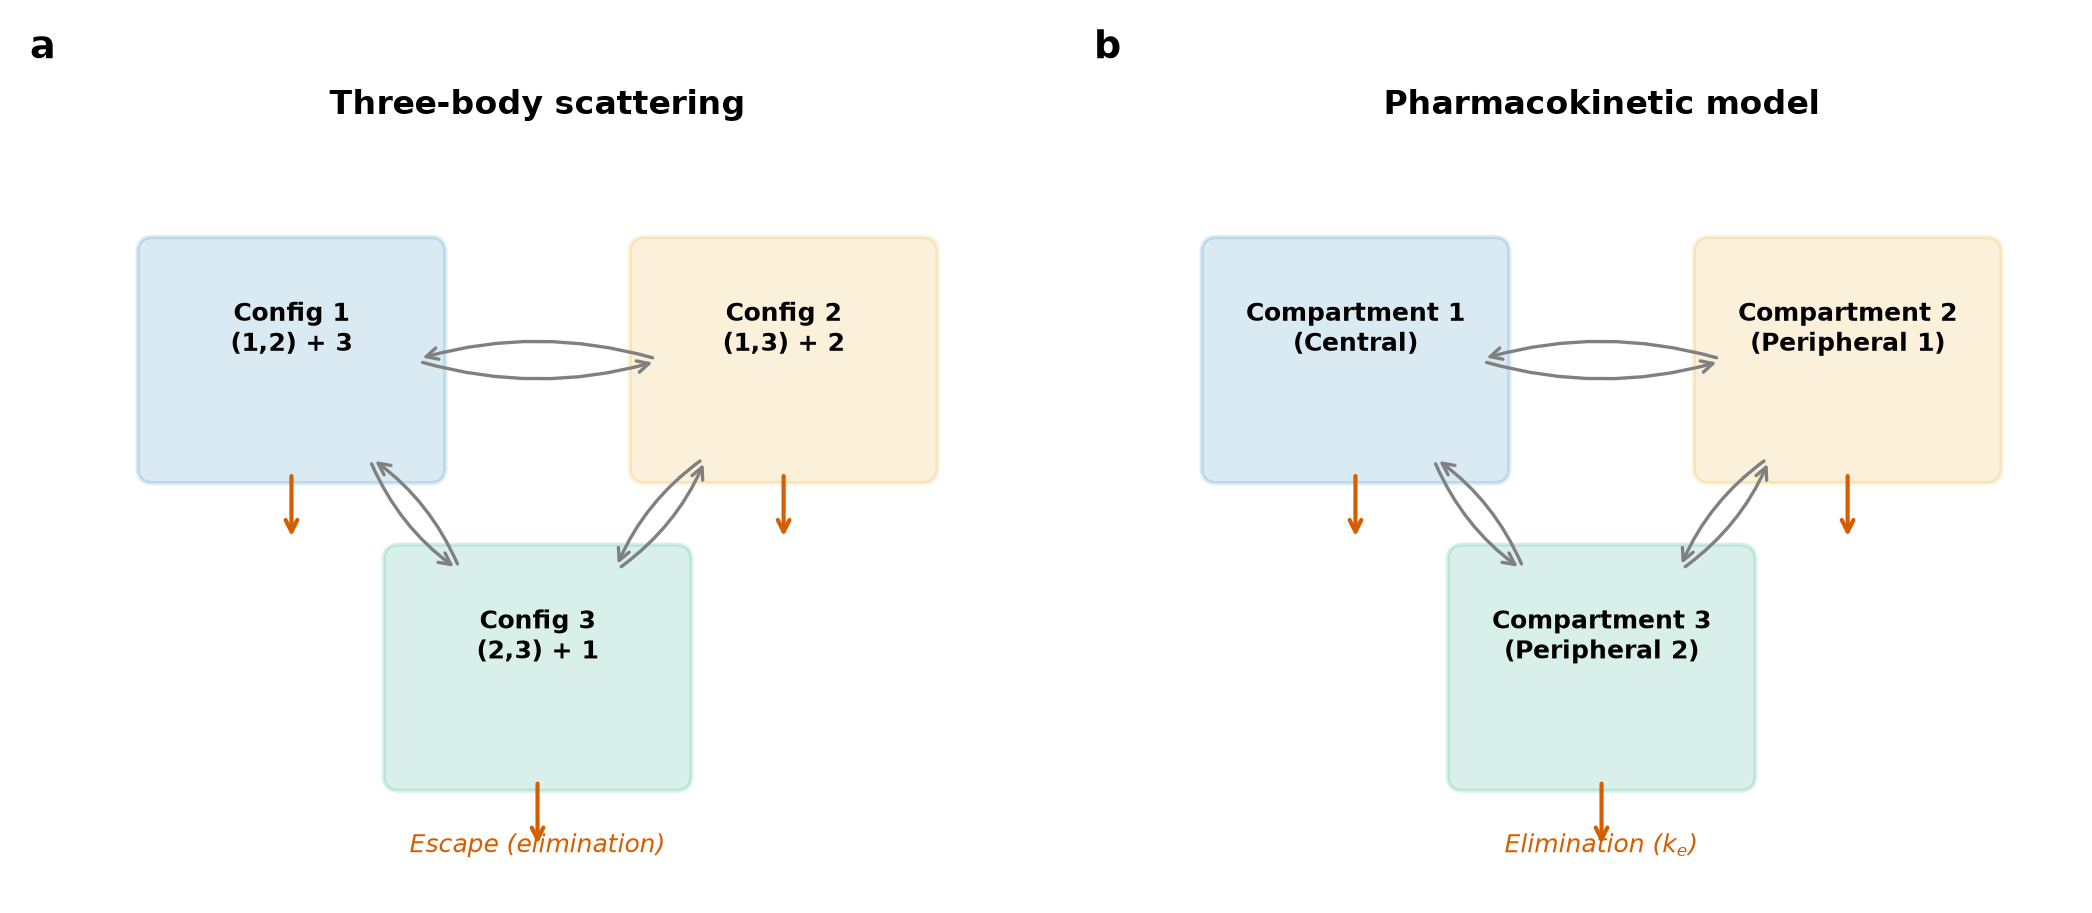 a
Three-body scattering
Config 1
(1,2) + 3
Config 2
(1,3) + 2
Config 3
(2,3) + 1
Escape (elimination)
b
Pharmacokinetic model
Compartment 1
(Central)
Compartment 2
(Peripheral 1)
Compartment 3
(Peripheral 2)
Elimination (kₑ)